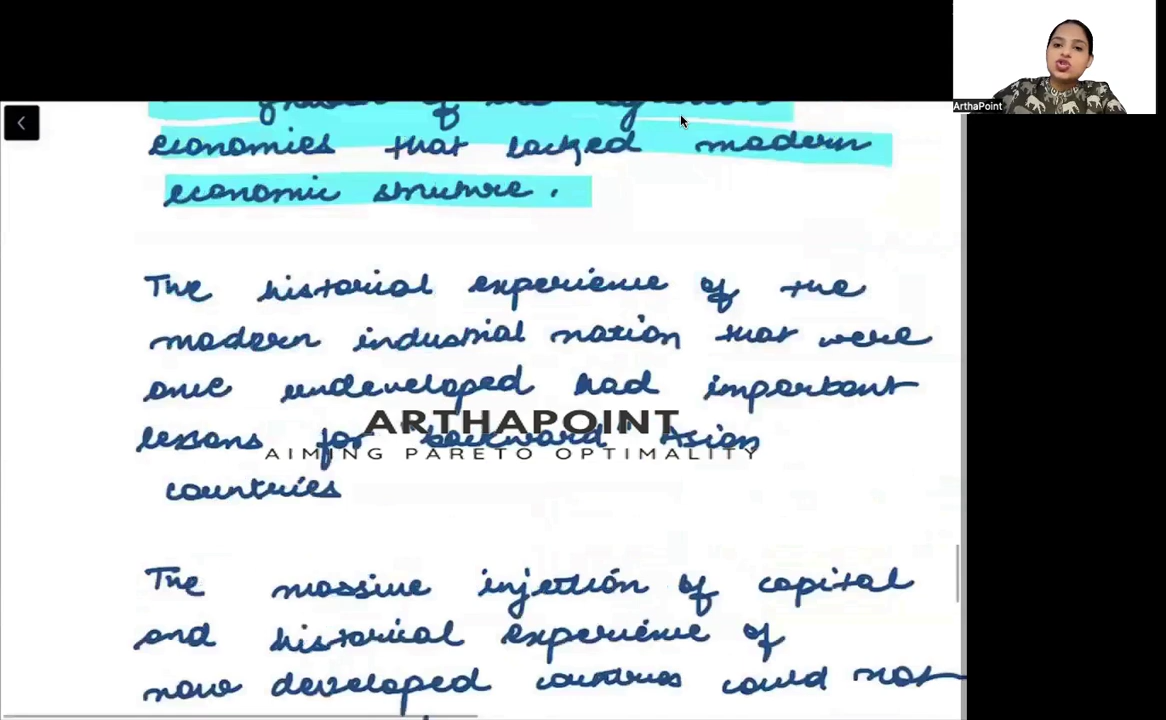 ArthaPoint
of the
economies that lacked modern
economic structure.
The historical experience of the
modern industrial nation that were
once undeveloped had important
lessons for "backward" Asian
ARTHAPOINT
AIMING PARETO OPTIMALITY
countries
The massive injection of capital
and historical experience of
now developed countries could not